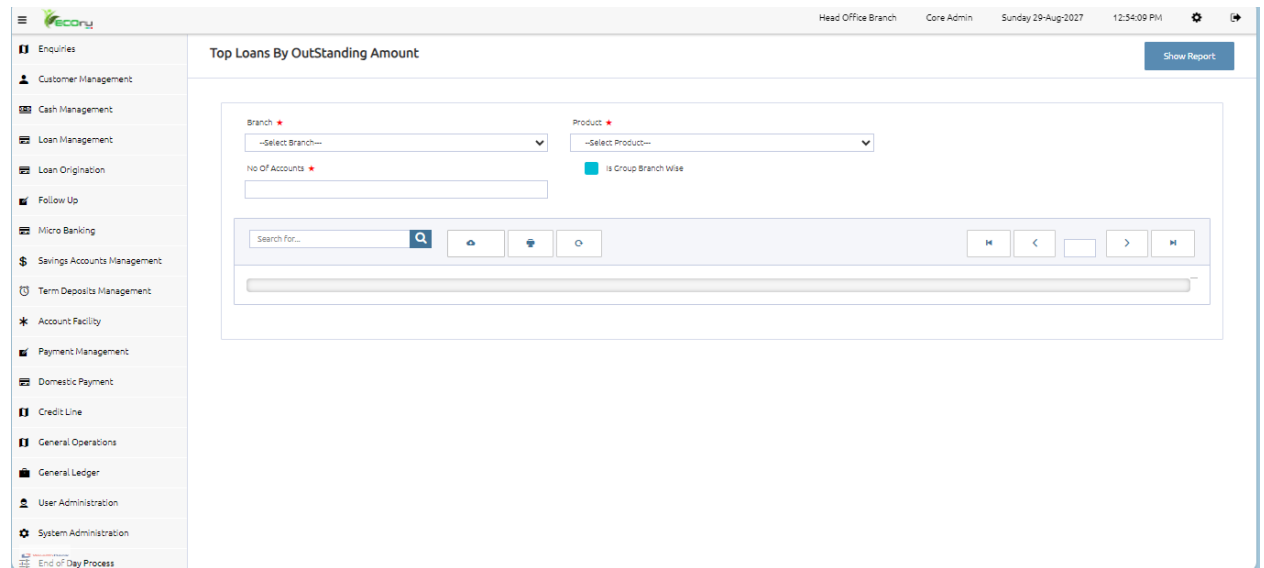 ecory
Head Office Branch Core Admin Sunday 29-Aug-2027 12:54:09 PM
Enquiries
Top Loans By OutStanding Amount
Show Report
Customer Management
Cash Management
Loan Management
Loan Origination
Follow Up
Micro Banking
Savings Accounts Management
Term Deposits Management
Account Facility
Payment Management
Domestic Payment
Credit Line
General Operations
General Ledger
User Administration
System Administration
End of Day Process
Branch ★ Product ★
--Select Branch--- --Select Product---
No Of Accounts ★ Is Group Branch Wise
Search for...